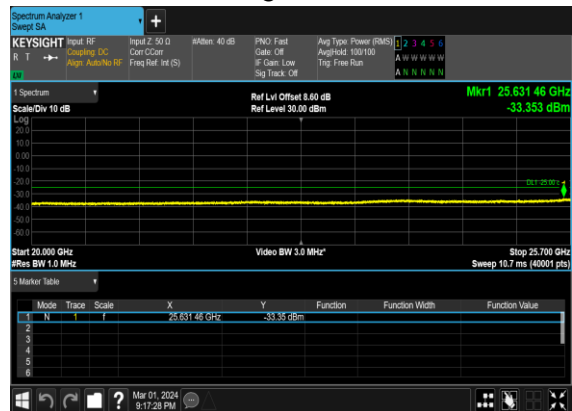 Spectrum Analyzer 1
Swept SA
+
KEYSIGHT
R T
LW
Input: RF
Coupling: DC
Align: Auto/No RF
Input Z: 50 Ω
Corr CCorr
Freq Ref: Int (S)
#Atten: 40 dB
PNO: Fast
Gate: Off
IF Gain: Low
Sig Track: Off
Avg Type: Power (RMS)
Avg|Hold: 100/100
Trig: Free Run
1 2 3 4 5 6
A W W W W W
A N N N N N
1 Spectrum
Scale/Div 10 dB
Ref Lvl Offset 8.60 dB
Ref Level 30.00 dBm
Mkr1 25.631 46 GHz
-33.353 dBm
Log
20.0
10.0
0.00
-10.0
-20.0
-30.0
-40.0
-50.0
-60.0
Start 20.000 GHz
#Res BW 1.0 MHz
Video BW 3.0 MHz*
Stop 25.700 GHz
Sweep 10.7 ms (40001 pts)
5 Marker Table
Mode Trace Scale X Y Function Function Width Function Value
1 N 1 f 25.631 46 GHz -33.35 dBm
2
3
4
5
6
?
Mar 01, 2024
9:17:28 PM